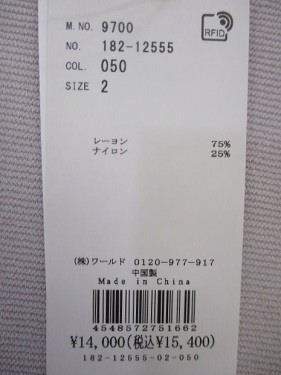 M. NO. 9700
RFID
NO. 182-12555
COL. 050
SIZE 2
レーヨン 75%
ナイロン 25%
(株)ワールド 0120-977-917
中国製
Made in China
4548572751662
¥14,000(税込¥15,400)
182-12555-02-050